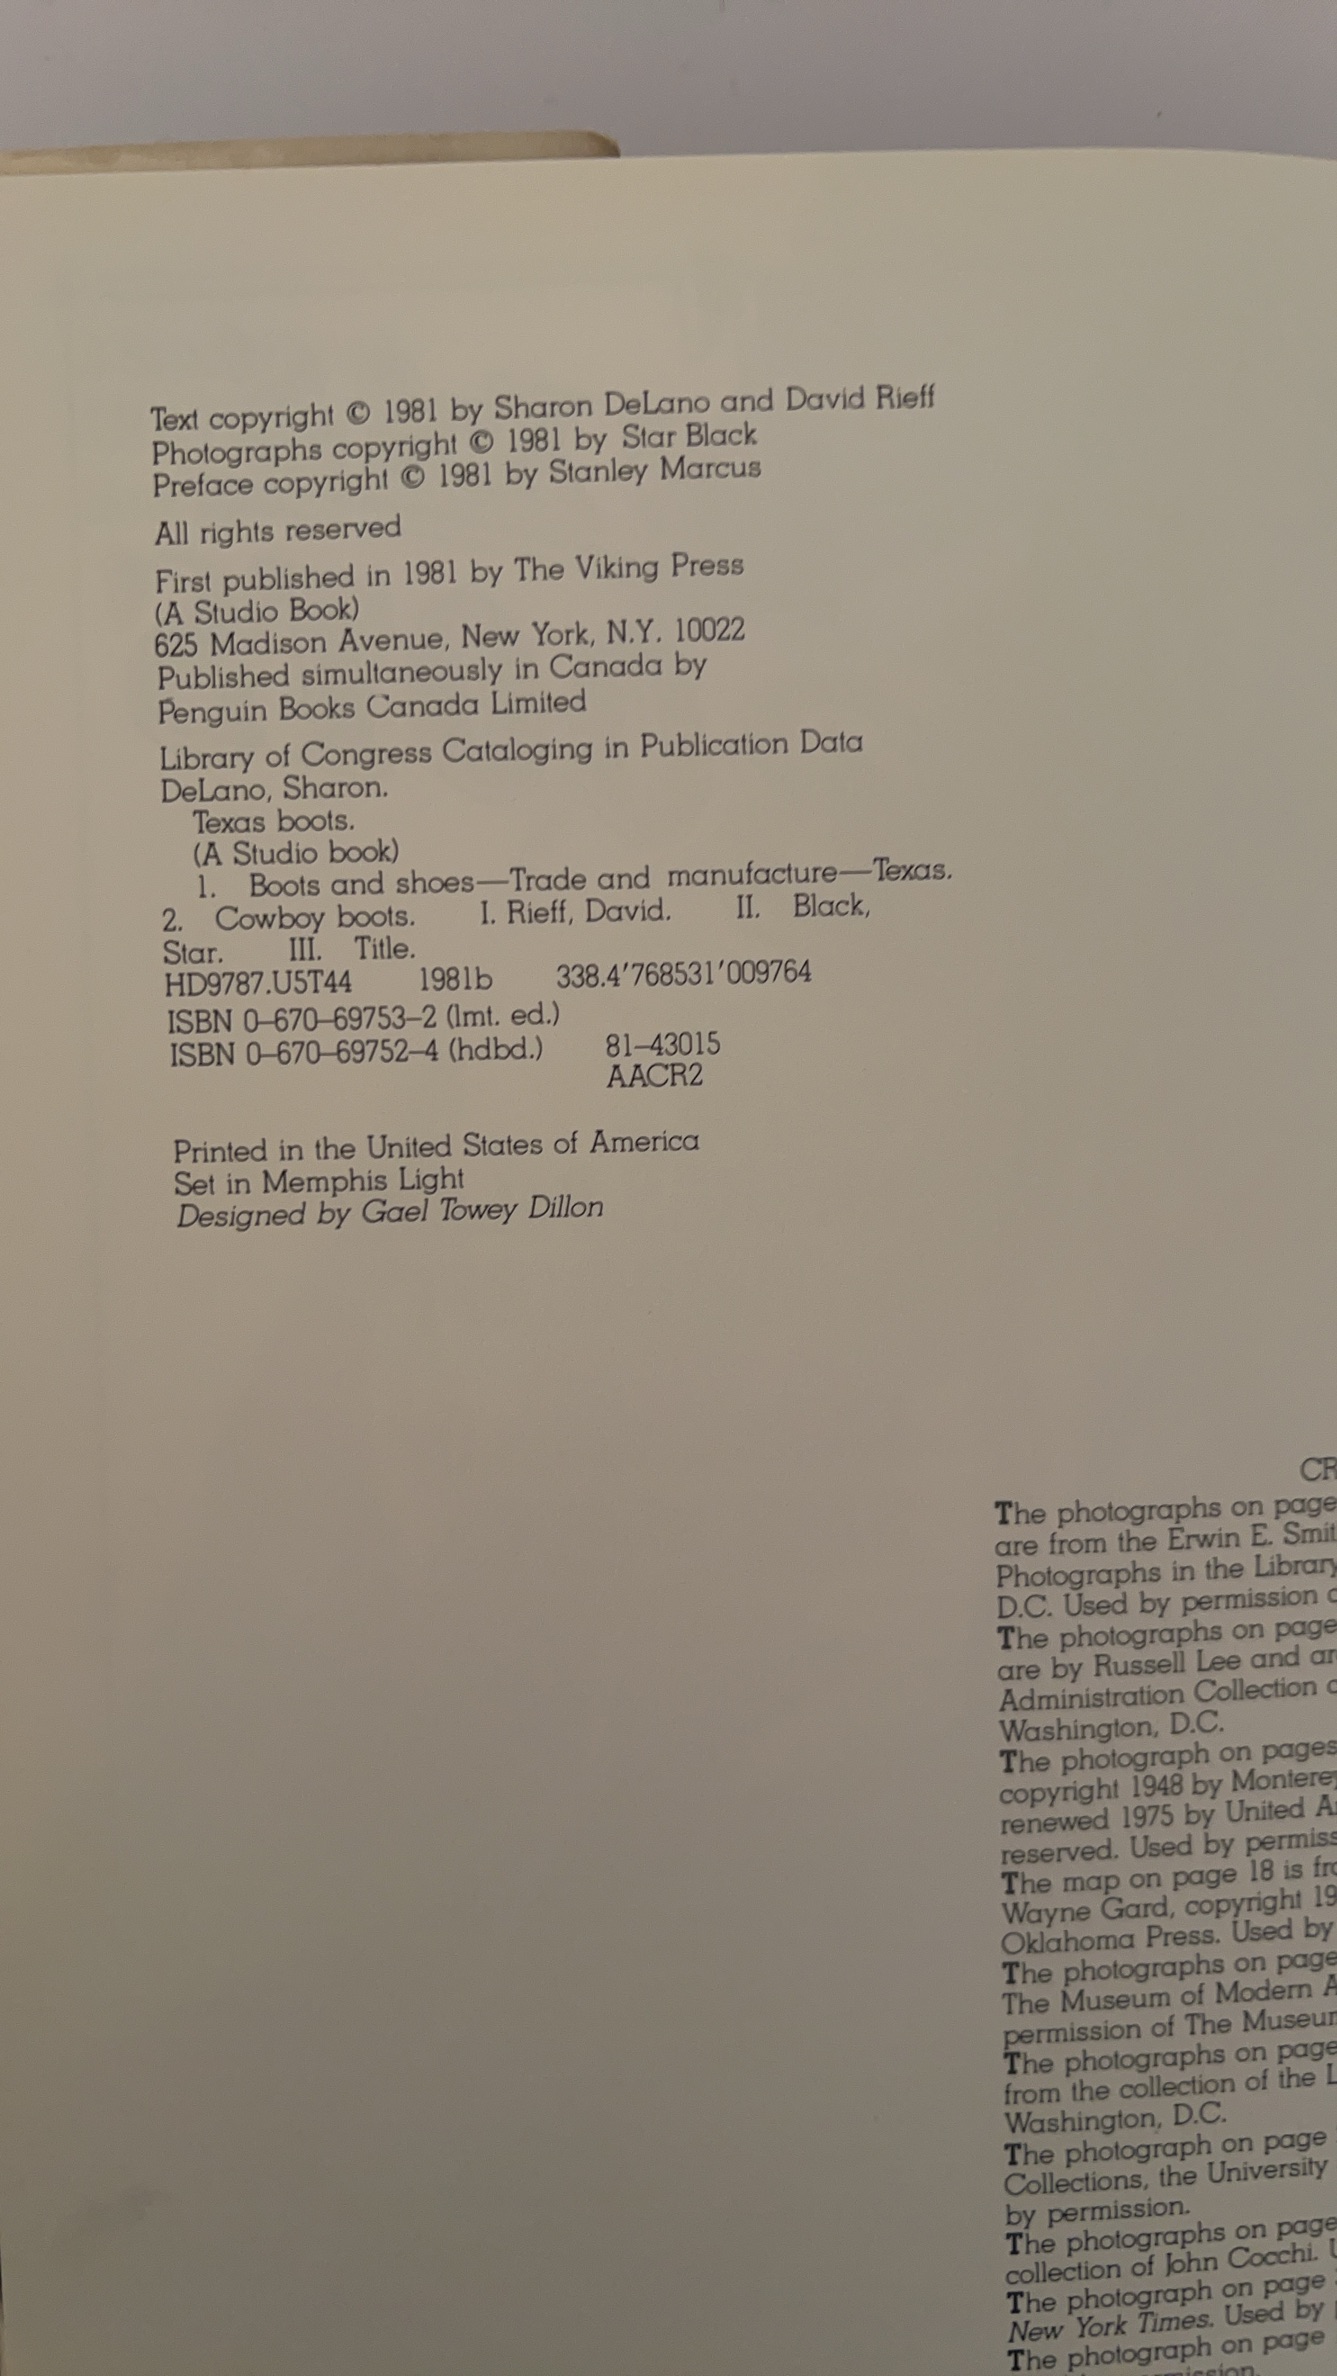 Text copyright © 1981 by Sharon DeLano and David Rieff
Photographs copyright © 1981 by Star Black
Preface copyright © 1981 by Stanley Marcus
All rights reserved
First published in 1981 by The Viking Press
(A Studio Book)
625 Madison Avenue, New York, N.Y. 10022
Published simultaneously in Canada by
Penguin Books Canada Limited
Library of Congress Cataloging in Publication Data
DeLano, Sharon.
Texas boots.
(A Studio book)
1. Boots and shoes—Trade and manufacture—Texas.
2. Cowboy boots. I. Rieff, David. II. Black,
Star. III. Title.
HD9787.U5T44 1981b 338.4'768531'009764
ISBN 0–670–69753–2 (lmt. ed.)
ISBN 0–670–69752–4 (hdbd.) 81–43015
AACR2
Printed in the United States of America
Set in Memphis Light
Designed by Gael Towey Dillon
CR
The photographs on page
are from the Erwin E. Smit
Photographs in the Library
D.C. Used by permission
The photographs on page
are by Russell Lee and ar
Administration Collection
Washington, D.C.
The photograph on pages
copyright 1948 by Monterey
renewed 1975 by United A
reserved. Used by permiss
The map on page 18 is fro
Wayne Gard, copyright 19
Oklahoma Press. Used by
The photographs on page
The Museum of Modern A
permission of The Museum
The photographs on page
from the collection of the L
Washington, D.C.
The photograph on page
Collections, the University
by permission.
The photographs on page
collection of John Cocchi.
The photograph on page
New York Times. Used by
The photograph on page